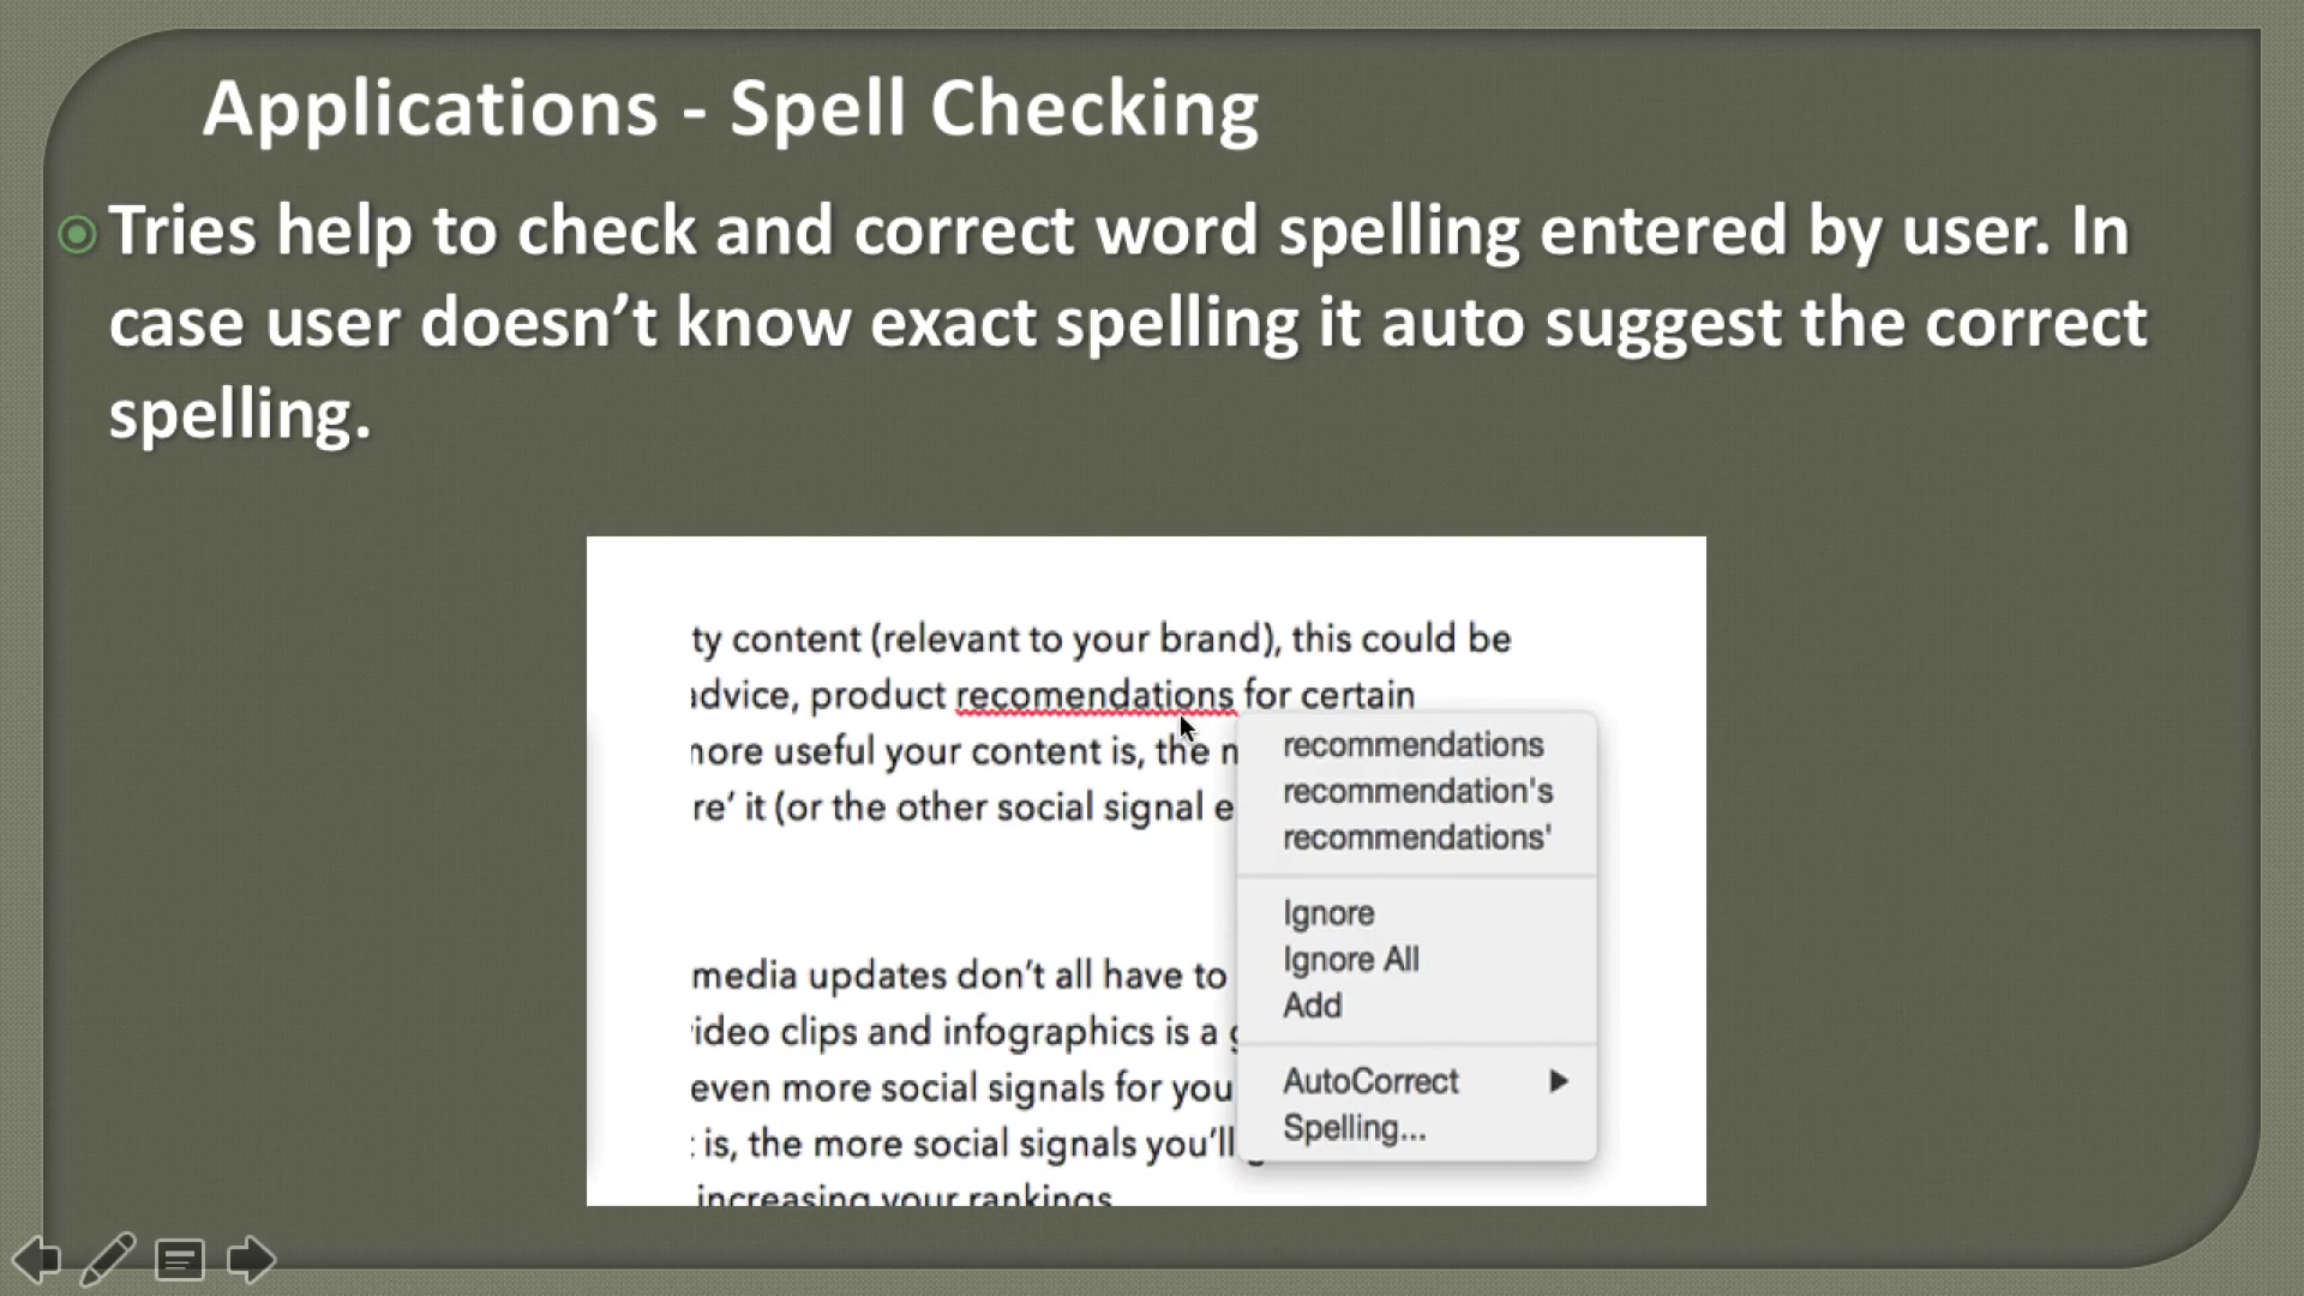 Applications - Spell Checking
Tries help to check and correct word spelling entered by user. In
case user doesn’t know exact spelling it auto suggest the correct
spelling.
ty content (relevant to your brand), this could be
advice, product recomendations for certain
more useful your content is, the
re’ it (or the other social signal e
recommendations
recommendation's
recommendations'
Ignore
Ignore All
Add
AutoCorrect
Spelling...
media updates don’t all have to
video clips and infographics is a
even more social signals for you
is, the more social signals you’ll
increasing your rankings